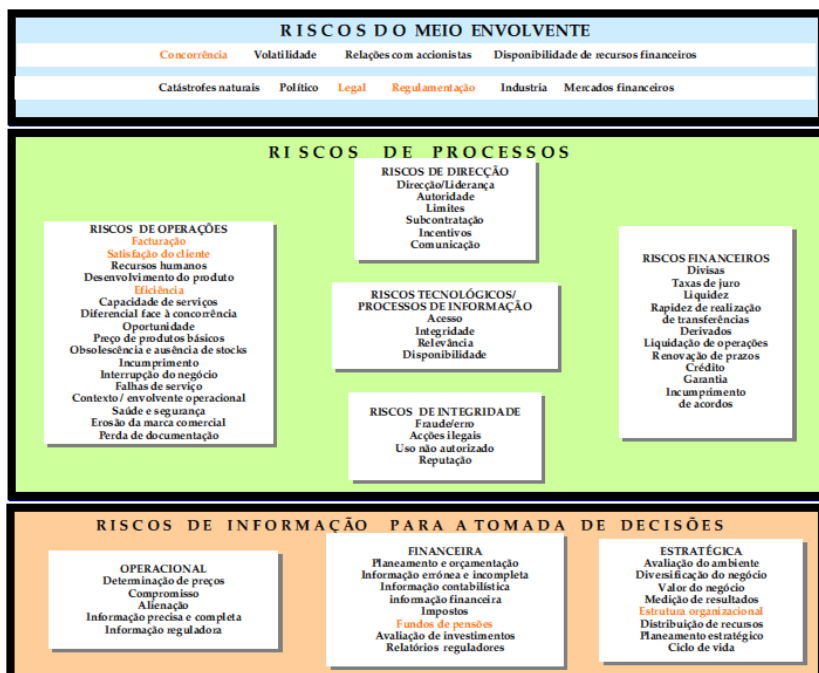 RISCOS DO MEIO ENVOLVENTE
Concorrência Volatilidade Relações com accionistas Disponibilidade de recursos financeiros
Catástrofes naturais Político Legal Regulamentação Industria Mercados financeiros
RISCOS DE PROCESSOS
RISCOS DE DIRECÇÃO
Direcção/Liderança
Autoridade
Limites
Subcontratação
Incentivos
Comunicação
RISCOS DE OPERAÇÕES
Facturação
Satisfação do cliente
Recursos humanos
Desenvolvimento do produto
Eficiência
Capacidade de serviços
Diferencial face à concorrência
Oportunidade
Preço de produtos básicos
Obsolescência e ausência de stocks
Incumprimento
Interrupção do negócio
Falhas de serviço
Contexto / envolvente operacional
Saúde e segurança
Erosão da marca comercial
Perda de documentação
RISCOS TECNOLÓGICOS/
PROCESSOS DE INFORMAÇÃO
Acesso
Integridade
Relevância
Disponibilidade
RISCOS DE INTEGRIDADE
Fraude/erro
Acções ilegais
Uso não autorizado
Reputação
RISCOS FINANCEIROS
Divisas
Taxas de juro
Liquidez
Rapidez de realização
de transferências
Derivados
Liquidação de operações
Renovação de prazos
Crédito
Garantia
Incumprimento
de acordos
RISCOS DE INFORMAÇÃO PARA A TOMADA DE DECISÕES
OPERACIONAL
Determinação de preços
Compromisso
Alienação
Informação precisa e completa
Informação reguladora
FINANCEIRA
Planeamento e orçamentação
Informação errónea e incompleta
Informação contabilística
informação financeira
Impostos
Fundos de pensões
Avaliação de investimentos
Relatórios reguladores
ESTRATÉGICA
Avaliação do ambiente
Diversificação do negócio
Valor do negócio
Medição de resultados
Estrutura organizacional
Distribuição de recursos
Planeamento estratégico
Ciclo de vida